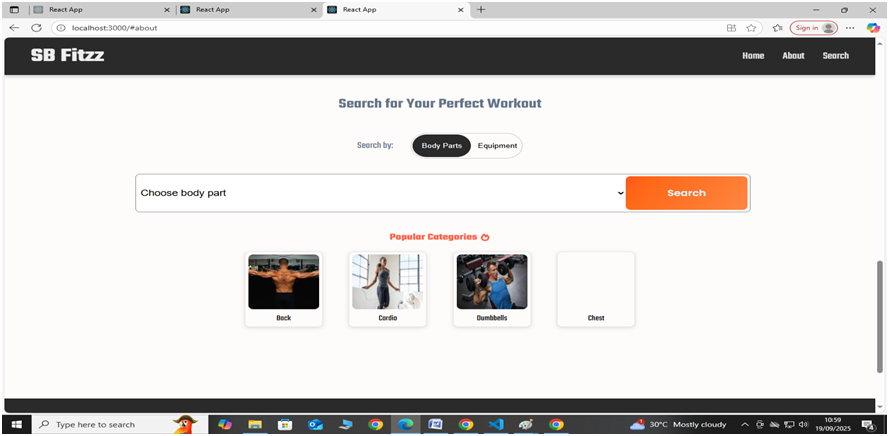 React App
React App
React App
localhost:3000/#about
Sign in
SB Fitzz
Home About Search
Search for Your Perfect Workout
Search by: Body Parts Equipment
Choose body part Search
Popular Categories
Back Cardio Dumbbells Chest
Type here to search
30°C Mostly cloudy
10:59
19/09/2025
4